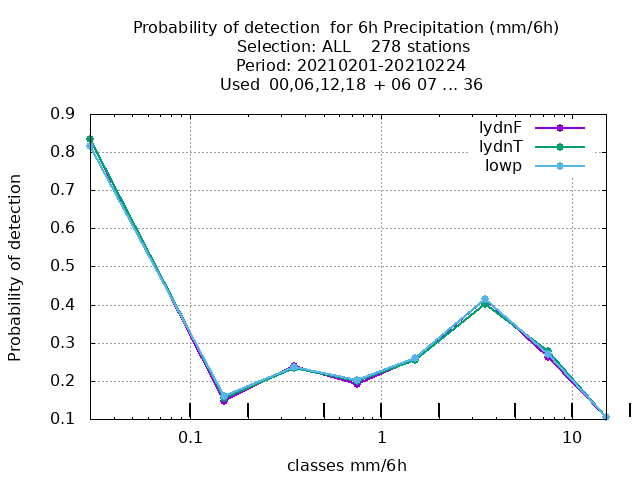 Probability of detection  for 6h Precipitation (mm/6h)
Selection: ALL    278 stations
Period: 20210201-20210224
Used 00,06,12,18 + 06 07 ... 36
lydnF
lydnT
lowp
Probability of detection
0.9
0.8
0.7
0.6
0.5
0.4
0.3
0.2
0.1
0.1 1 10
classes mm/6h